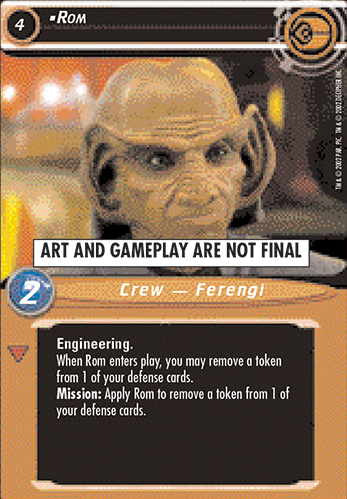 4
▪Rom
TM & © 2002 PAR. PIC. TM & © 2002 DECIPHER INC.
ART AND GAMEPLAY ARE NOT FINAL
2
Crew — Ferengi
Engineering.
When Rom enters play, you may remove a token
from 1 of your defense cards.
Mission: Apply Rom to remove a token from 1 of
your defense cards.